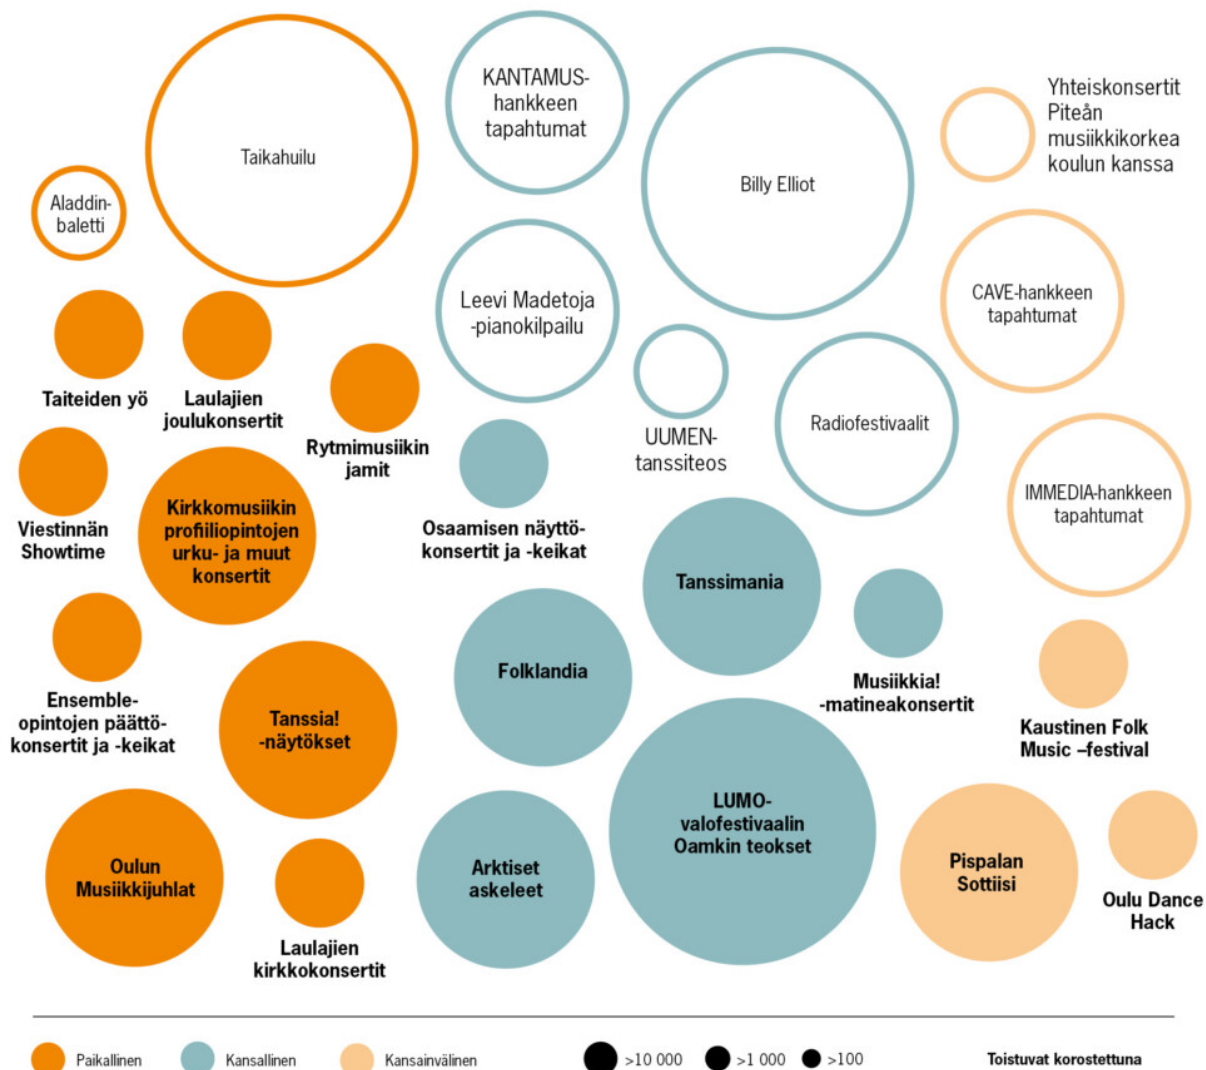 KANTAMUS-
hankkeen
tapahtumat
Yhteiskonsertit
Piteån
musiikkikorkea
koulun kanssa
Taikahuilu
Billy Elliot
Aladdin-
baletti
Leevi Madetoja
-pianokilpailu
CAVE-hankkeen
tapahtumat
Taiteiden yö
Laulajien
joulukonsertit
Rytmimusiikin
jamit
UUMEN-
tanssiteos
Radiofestivaalit
Viestinnän
Showtime
Kirkkomusiikin
profiiliopintojen
urku- ja muut
konsertit
Osaamisen näyttö-
konsertit ja -keikat
IMMEDIA-hankkeen
tapahtumat
Tanssimania
Folklandia
Musiikkia!
-matineakonsertit
Ensemble-
opintojen päättö-
konsertit ja -keikat
Tanssia!
-näytökset
Kaustinen Folk
Music –festival
LUMO-
valofestivaalin
Oamkin teokset
Oulun
Musiikkijuhlat
Arktiset
askeleet
Pispalan
Sottiisi
Oulu Dance
Hack
Laulajien
kirkkokonsertit
Paikallinen
Kansallinen
Kansainvälinen
>10 000
>1 000
>100
Toistuvat korostettuna